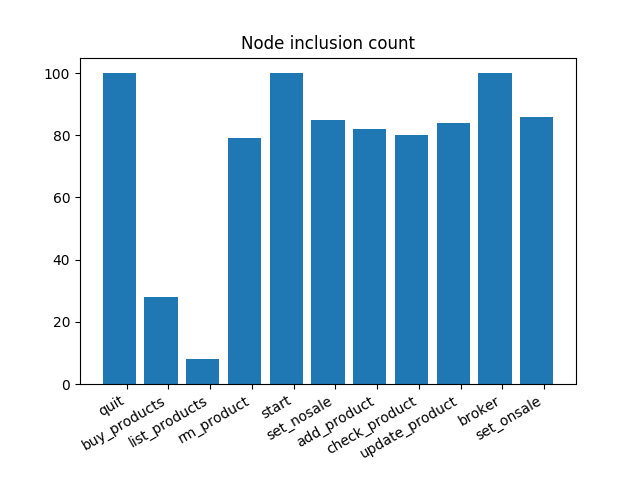 Node inclusion count
100
80
60
40
20
0
quit
buy_products
list_products
rm_product
start
set_nosale
add_product
check_product
update_product
broker
set_onsale